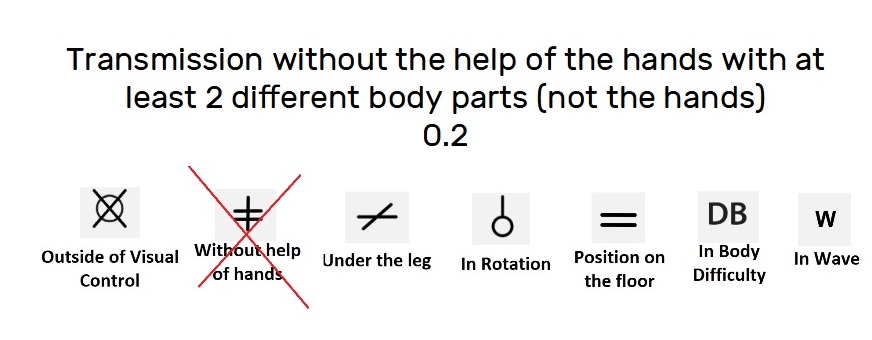 Transmission without the help of the hands with at
least 2 different body parts (not the hands)
0.2
DB
W
Outside of Visual
Control
Without help
of hands
Under the leg
In Rotation
Position on
the floor
In Body
Difficulty
In Wave